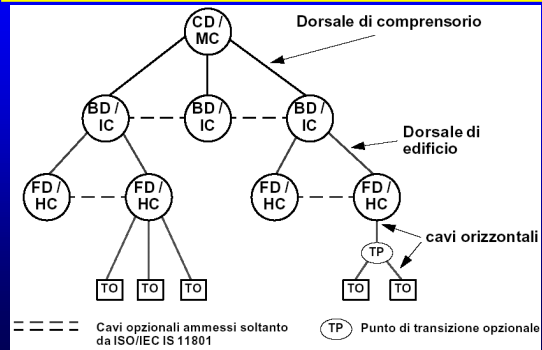 CD /
MC
Dorsale di comprensorio
BD /
IC
BD /
IC
BD /
IC
Dorsale di
edificio
FD /
HC
FD /
HC
FD /
HC
FD /
HC
cavi orizzontali
TP
TO
TO
TO
TO
TO
Cavi opzionali ammessi soltanto
da ISO/IEC IS 11801
TP
Punto di transizione opzionale